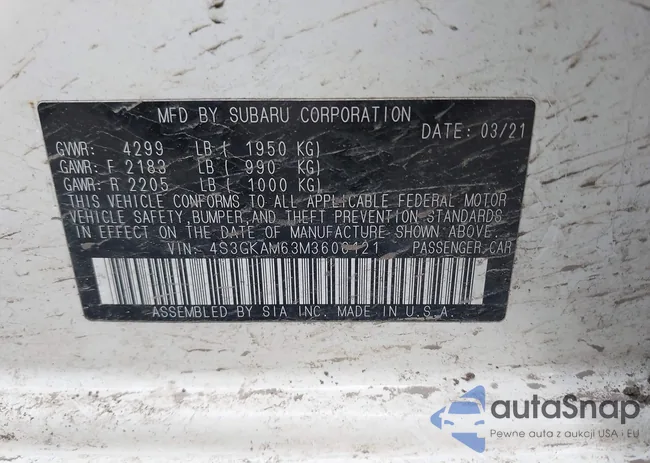 MFD BY SUBARU CORPORATION
DATE: 03/21
GVWR: 4299 LB( 1950 KG)
GAWR: F 2183 LB( 990 KG)
GAWR: R 2205 LB( 1000 KG)
THIS VEHICLE CONFORMS TO ALL APPLICABLE FEDERAL MOTOR
VEHICLE SAFETY, BUMPER, AND THEFT PREVENTION STANDARDS
IN EFFECT ON THE DATE OF MANUFACTURE SHOWN ABOVE.
VIN: 4S3GKAM63M3600121 PASSENGER CAR
ASSEMBLED BY SIA INC. MADE IN U.S.A.
autoSnap
Pewne auta z aukcji USA i EU